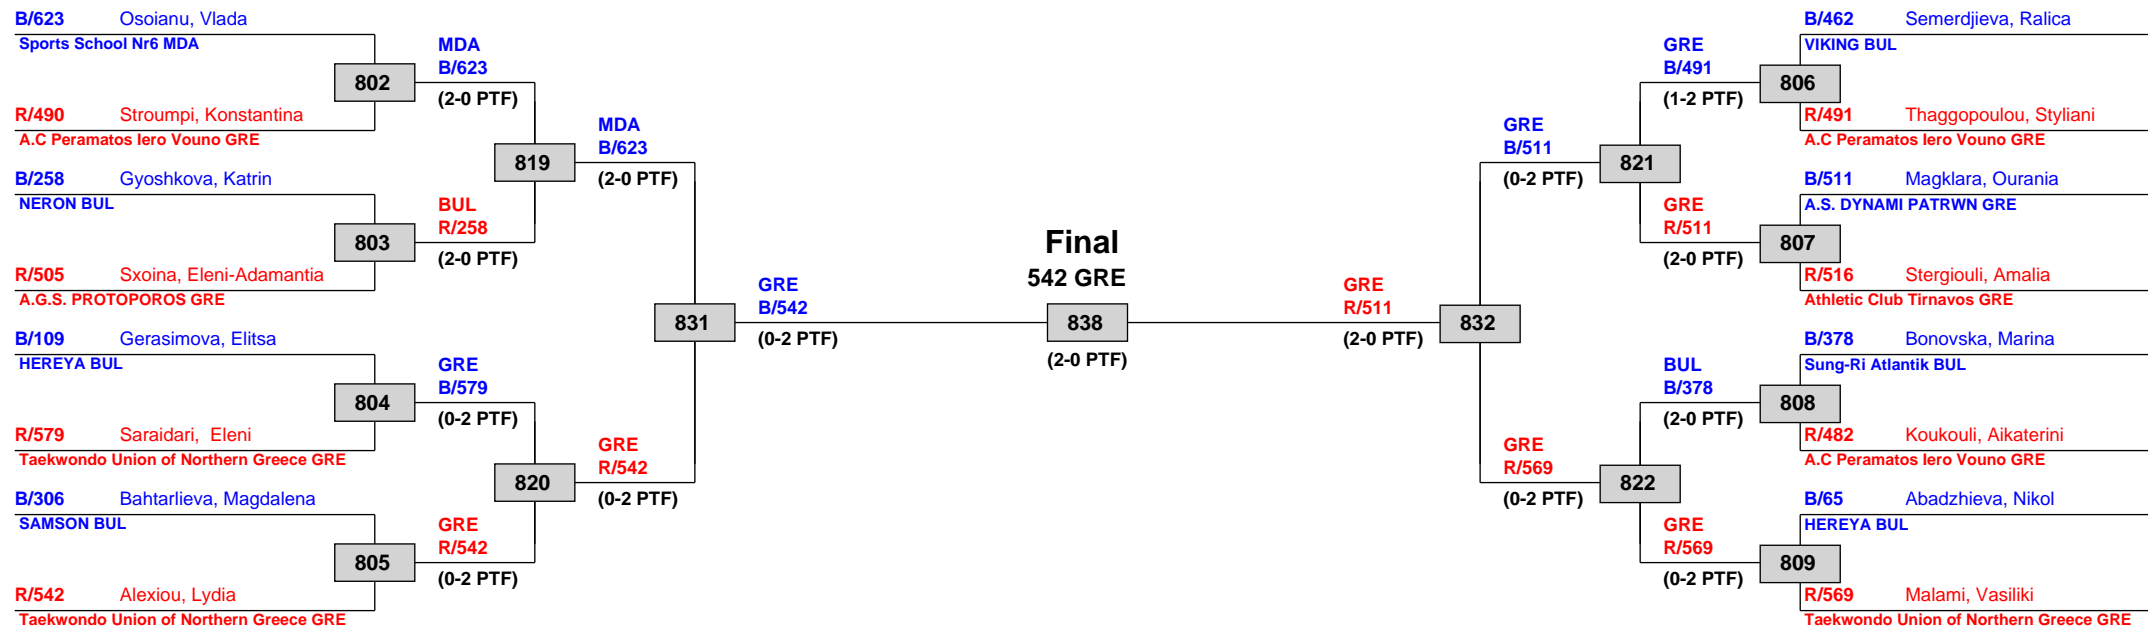 B/623 Osoianu, Vlada
Sports School Nr6 MDA
802
R/490 Stroumpi, Konstantina
A.C Peramatos Iero Vouno GRE
B/258 Gyoshkova, Katrin
NERON BUL
803
R/505 Sxoina, Eleni-Adamantia
A.G.S. PROTOPOROS GRE
B/109 Gerasimova, Elitsa
HEREYA BUL
804
R/579 Saraidari, Eleni
Taekwondo Union of Northern Greece GRE
B/306 Bahtarlieva, Magdalena
SAMSON BUL
805
R/542 Alexiou, Lydia
Taekwondo Union of Northern Greece GRE
MDA
B/623
(2-0 PTF)
819
BUL
R/258
(2-0 PTF)
GRE
B/579
(0-2 PTF)
820
GRE
R/542
(0-2 PTF)
MDA
B/623
(2-0 PTF)
831
GRE
R/542
(0-2 PTF)
GRE
B/542
(0-2 PTF)
Final
542 GRE
838
(2-0 PTF)
GRE
R/511
(2-0 PTF)
832
GRE
B/511
(0-2 PTF)
GRE
R/569
(0-2 PTF)
821
GRE
B/491
(1-2 PTF)
GRE
R/511
(2-0 PTF)
822
BUL
B/378
(2-0 PTF)
GRE
R/569
(0-2 PTF)
B/462 Semerdjieva, Ralica
VIKING BUL
806
R/491 Thaggopoulou, Styliani
A.C Peramatos Iero Vouno GRE
B/511 Magklara, Ourania
A.S. DYNAMI PATRWN GRE
807
R/516 Stergiouli, Amalia
Athletic Club Tirnavos GRE
B/378 Bonovska, Marina
Sung-Ri Atlantik BUL
808
R/482 Koukouli, Aikaterini
A.C Peramatos Iero Vouno GRE
B/65 Abadzhieva, Nikol
HEREYA BUL
809
R/569 Malami, Vasiliki
Taekwondo Union of Northern Greece GRE